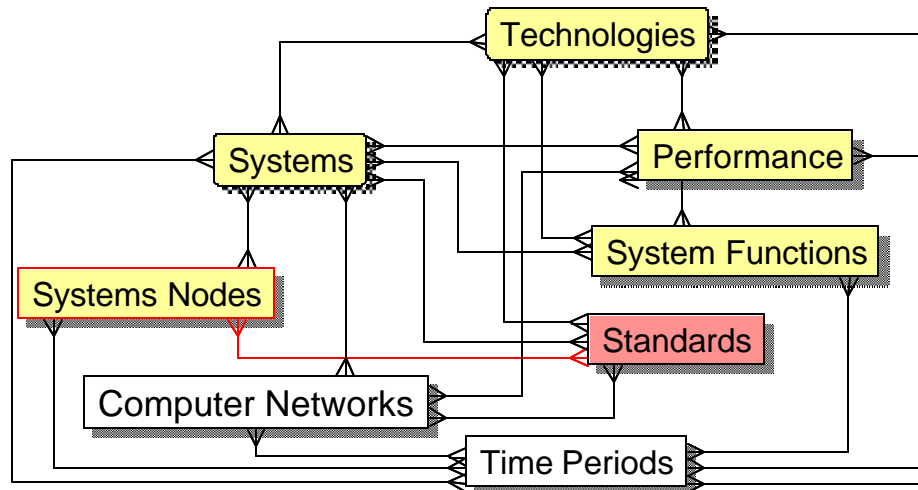 Technologies
Systems
Performance
System Functions
Systems Nodes
Standards
Computer Networks
Time Periods